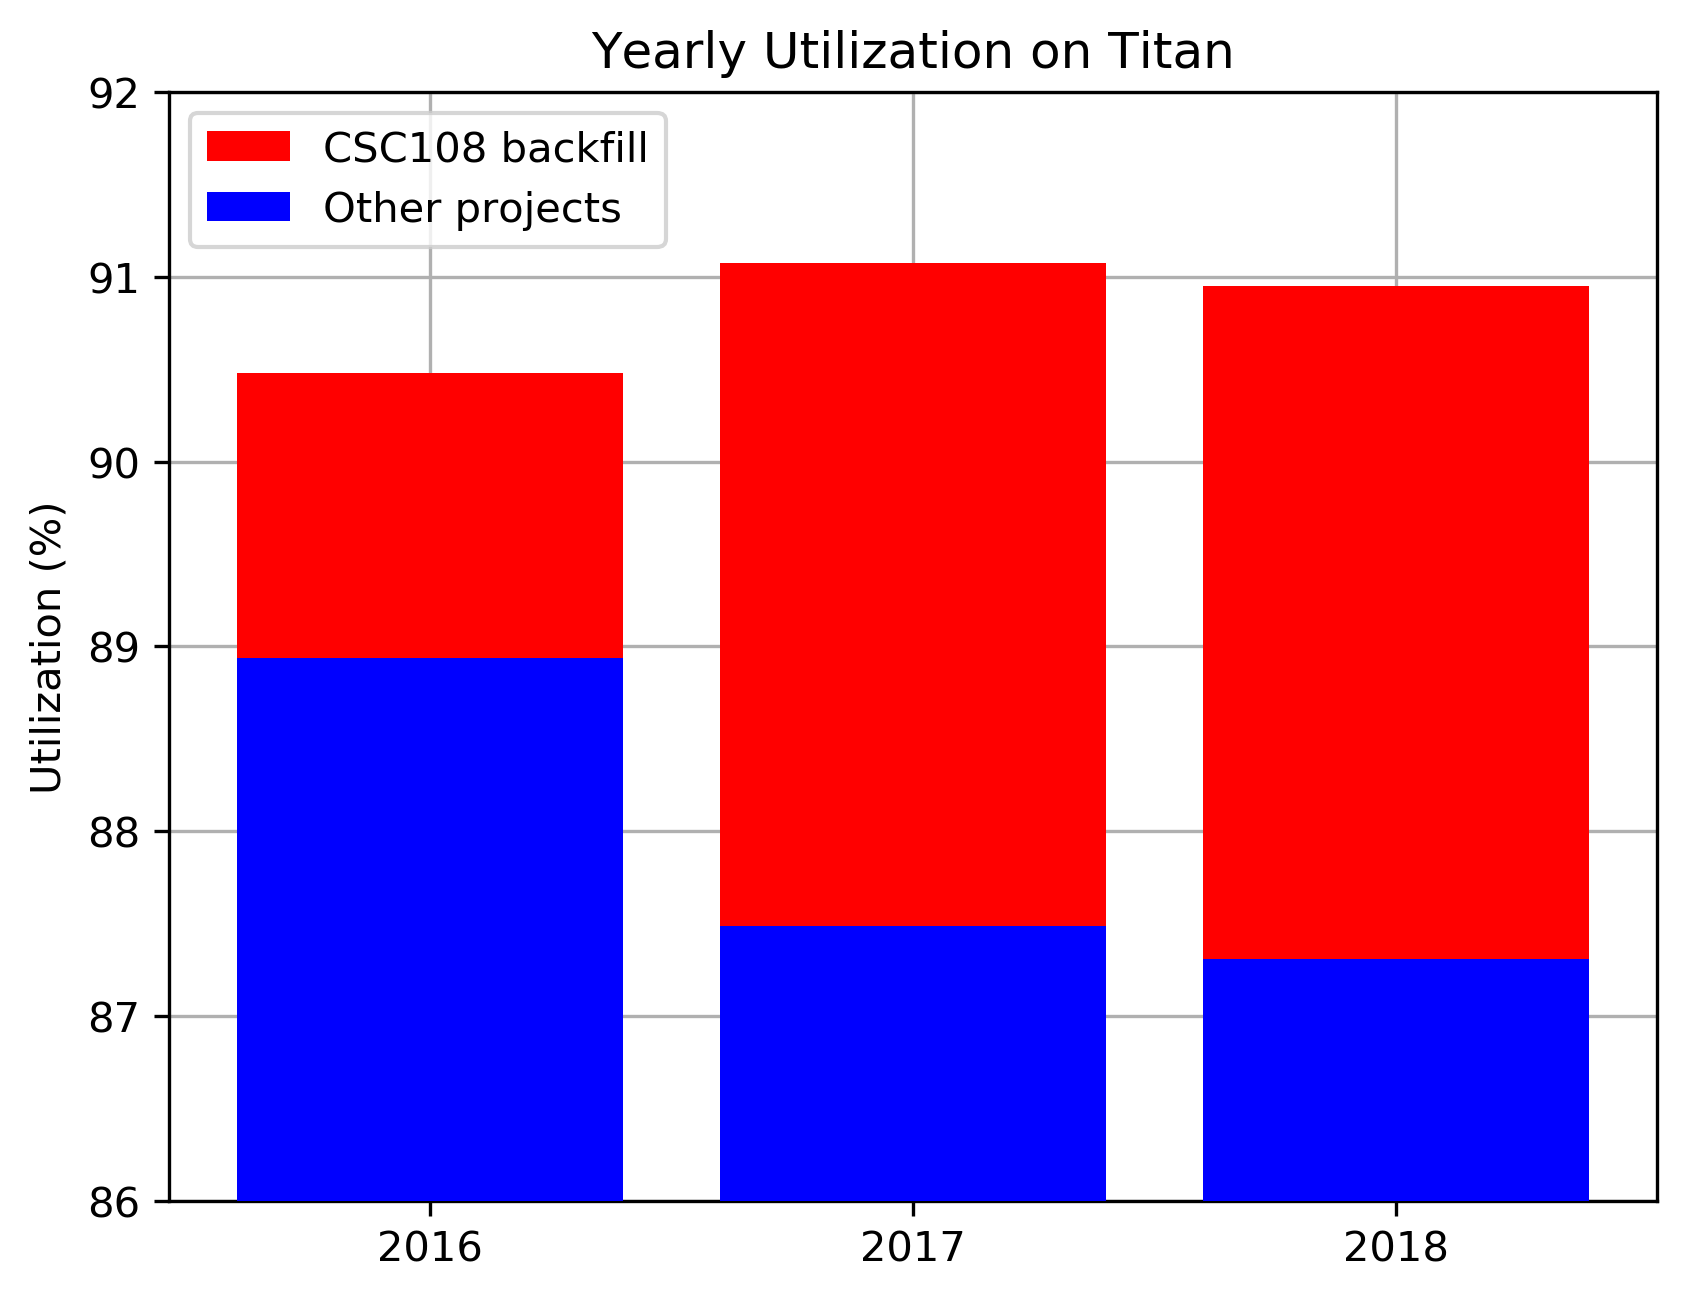 Yearly Utilization on Titan
CSC108 backfill
Other projects
Utilization (%)
92
91
90
89
88
87
86
2016
2017
2018